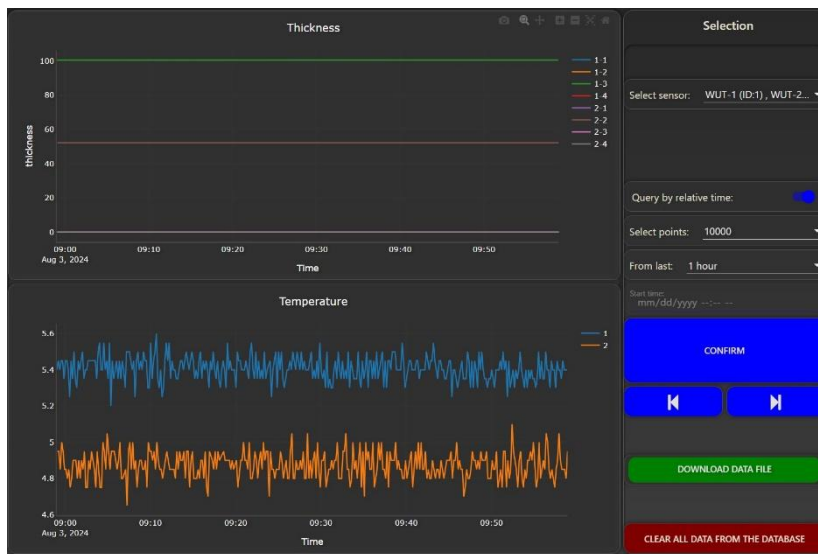 Thickness
100
80
60
40
20
0
thickness
09:00
Aug 3, 2024
09:10
09:20
09:30
09:40
09:50
Time
1-1
1-2
1-3
1-4
2-1
2-2
2-3
2-4
Temperature
5.6
5.4
5.2
5
4.8
4.6
09:00
Aug 3, 2024
09:10
09:20
09:30
09:40
09:50
Time
1
2
Selection
Select sensor: WUT-1 (ID:1) , WUT-2...
Query by relative time:
Select points: 10000
From last: 1 hour
Start time:
mm/dd/yyyy --:-- --
CONFIRM
DOWNLOAD DATA FILE
CLEAR ALL DATA FROM THE DATABASE